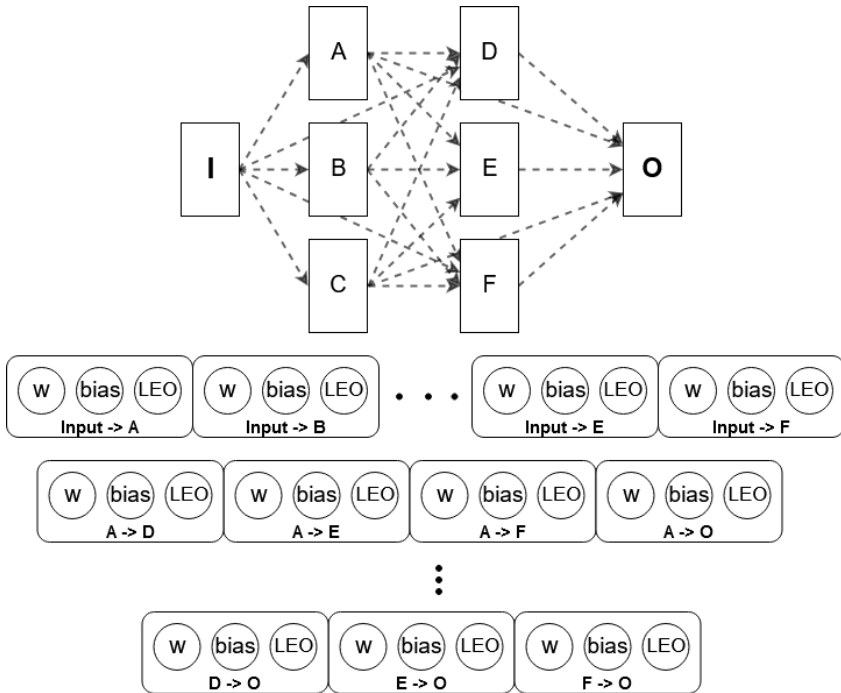 A D
I B E O
C F
w bias LEO w bias LEO . . . w bias LEO w bias LEO
Input -> A Input -> B Input -> E Input -> F
w bias LEO w bias LEO w bias LEO w bias LEO
A -> D A -> E A -> F A -> O
w bias LEO w bias LEO w bias LEO
D -> O E -> O F -> O